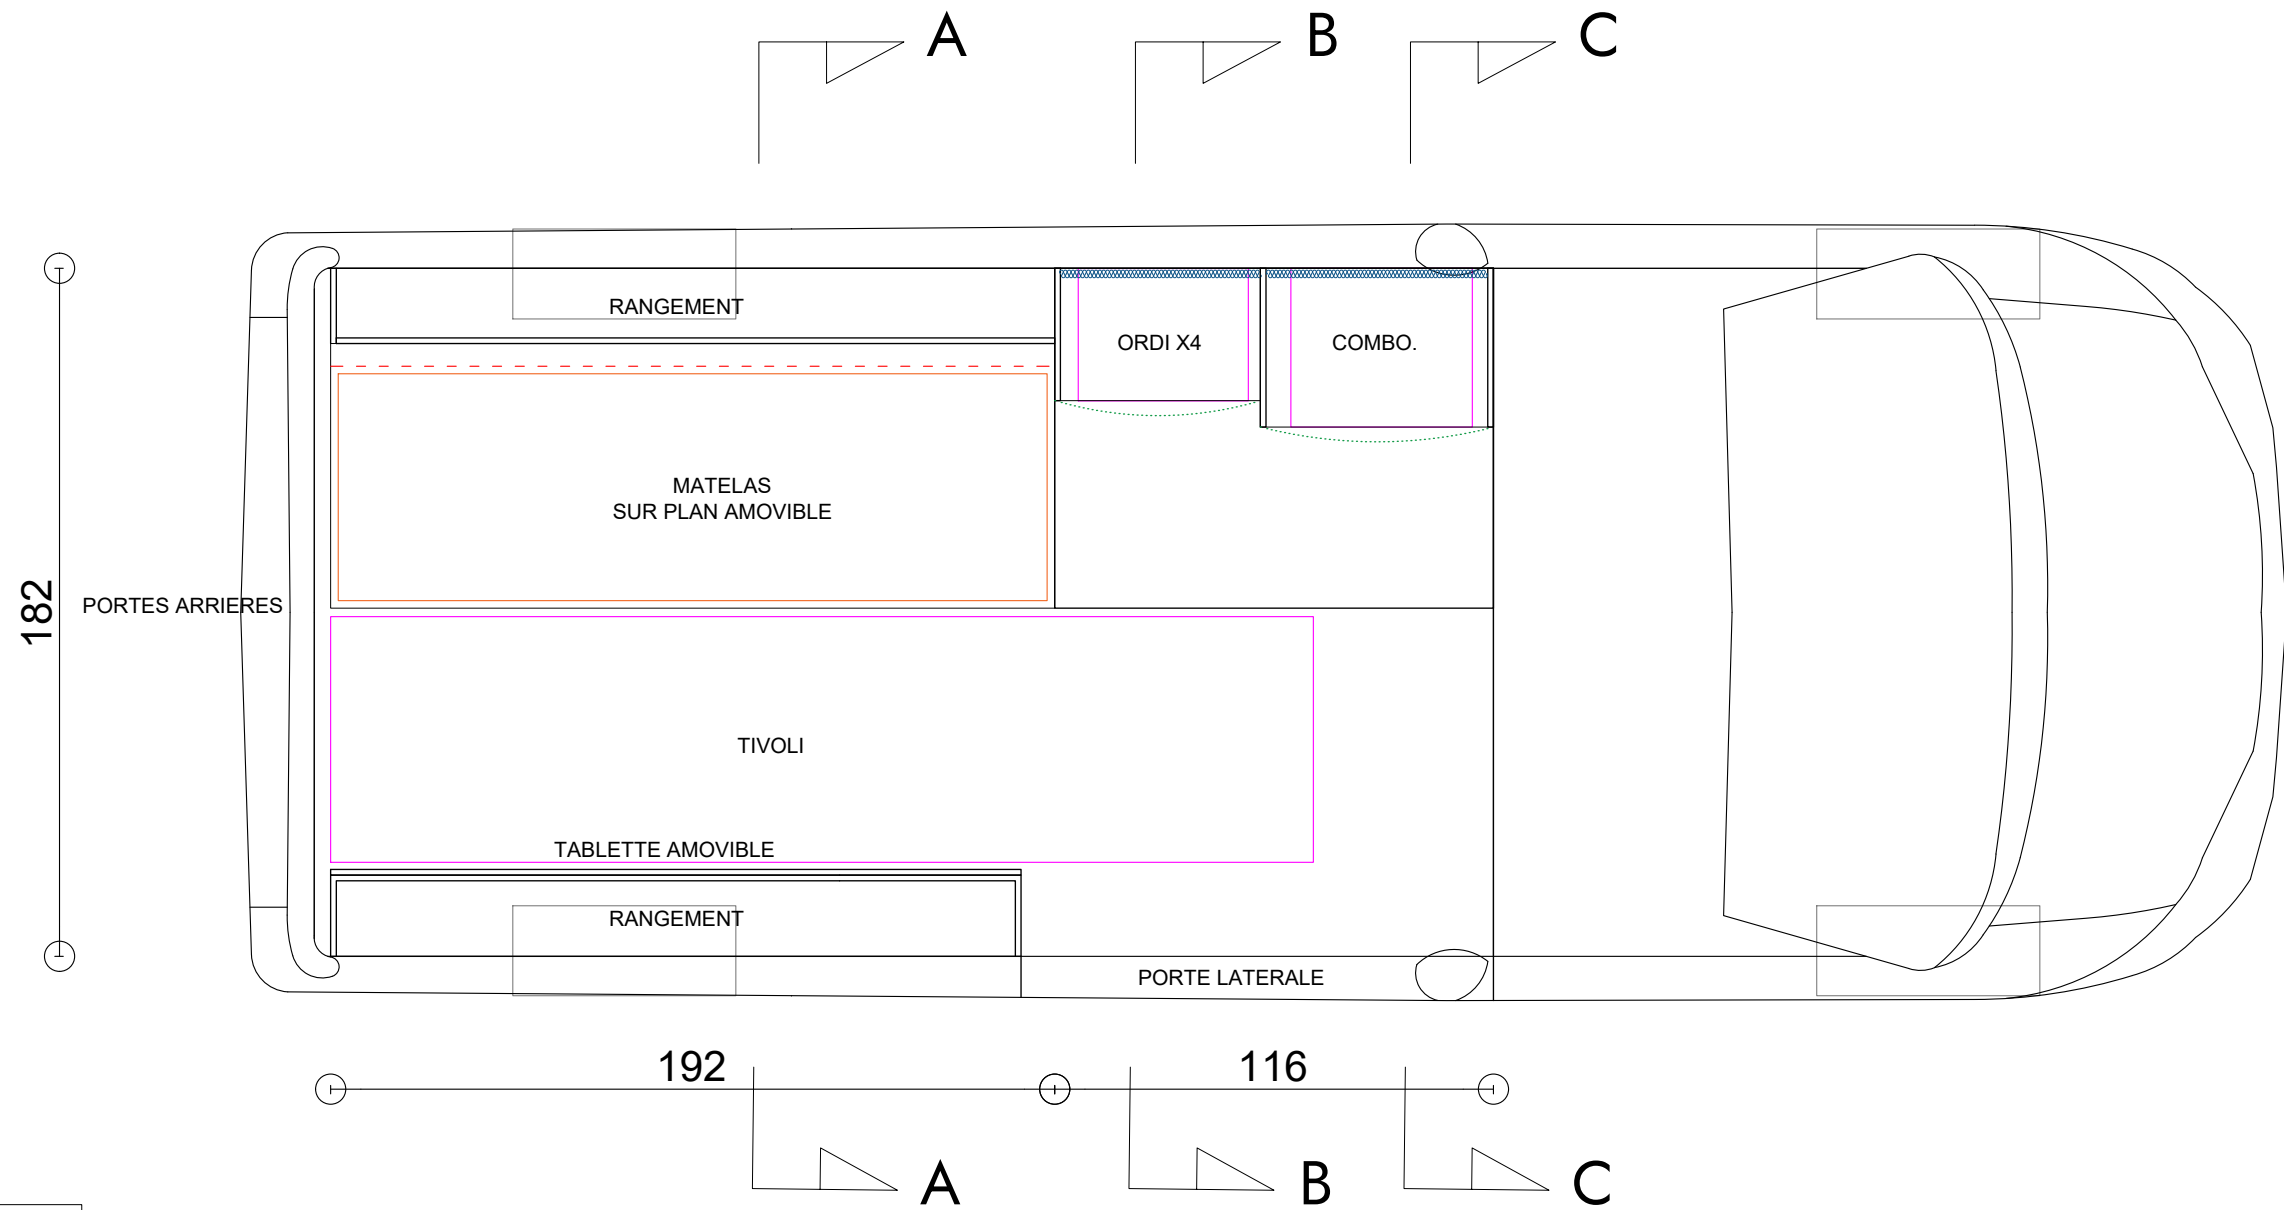 A
B
C
RANGEMENT
ORDI X4
COMBO.
MATELAS
SUR PLAN AMOVIBLE
182
PORTES ARRIERES
TIVOLI
TABLETTE AMOVIBLE
RANGEMENT
PORTE LATERALE
192
116
A
B
C